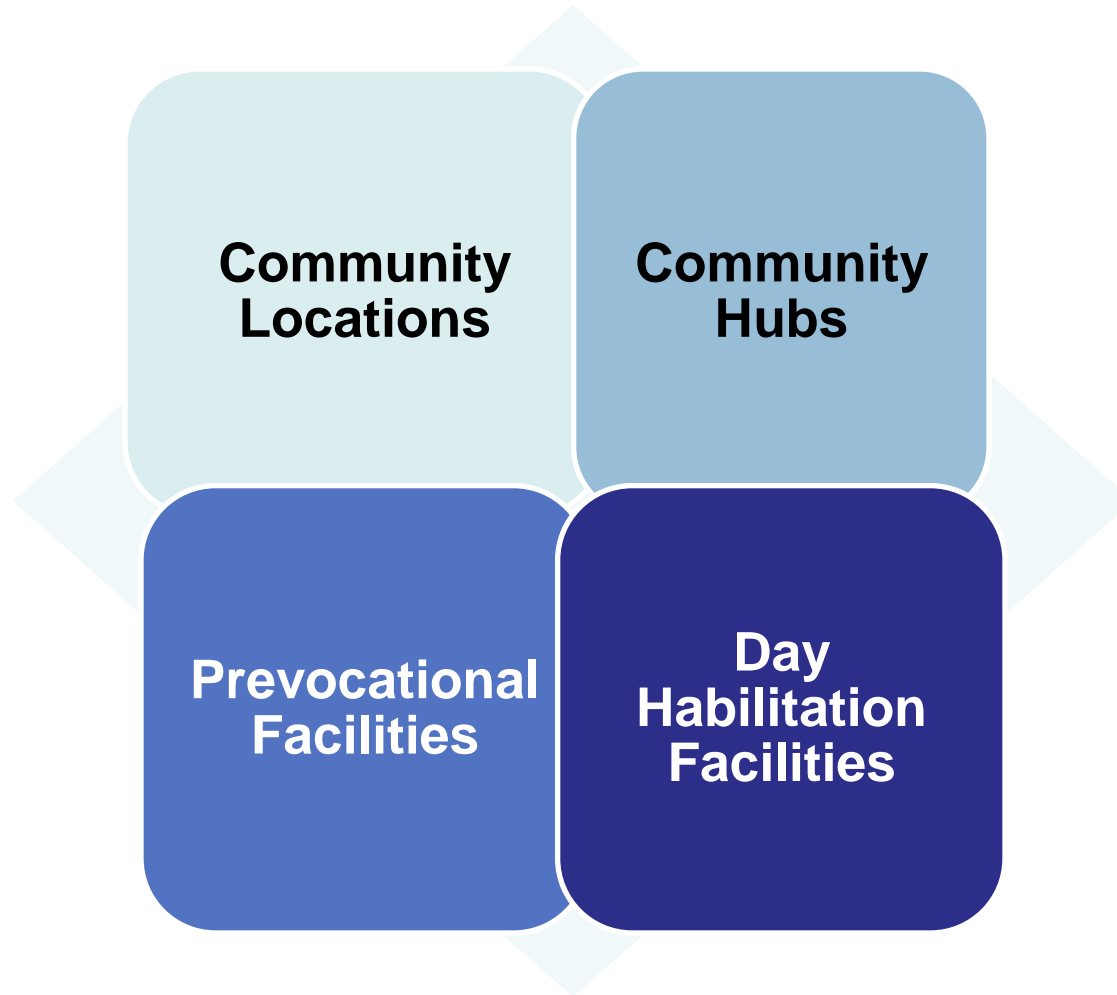 Community
Locations
Community
Hubs
Prevocational
Facilities
Day
Habilitation
Facilities